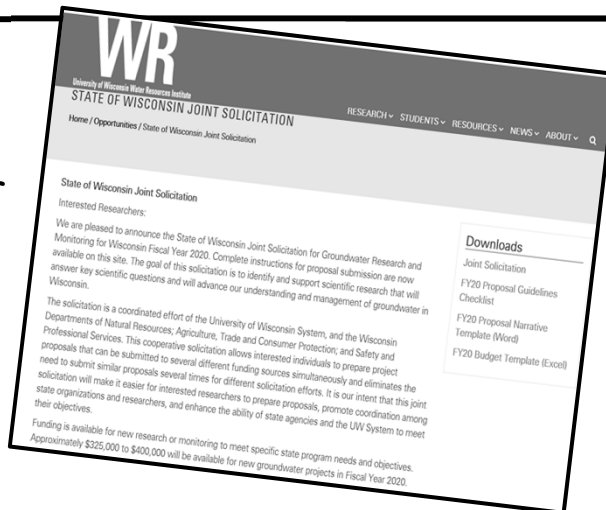 WR
University of Wisconsin Water Resources Institute
STATE OF WISCONSIN JOINT SOLICITATION
RESEARCH STUDENTS RESOURCES NEWS ABOUT
Home / Opportunities / State of Wisconsin Joint Solicitation
State of Wisconsin Joint Solicitation
Interested Researchers:
We are pleased to announce the State of Wisconsin Joint Solicitation for Groundwater Research and
Monitoring for Wisconsin Fiscal Year 2020. Complete instructions for proposal submission are now
available on this site. The goal of this solicitation is to identify and support scientific research that will
answer key scientific questions and will advance our understanding and management of groundwater in
Wisconsin.
The solicitation is a coordinated effort of the University of Wisconsin System, and the Wisconsin
Departments of Natural Resources; Agriculture, Trade and Consumer Protection; and Safety and
Professional Services. This cooperative solicitation allows interested individuals to prepare project
proposals that can be submitted to several different funding sources simultaneously and eliminates the
need to submit similar proposals several times for different solicitation efforts. It is our intent that this joint
solicitation will make it easier for interested researchers to prepare proposals, promote coordination among
state organizations and researchers, and enhance the ability of state agencies and the UW System to meet
their objectives.
Funding is available for new research or monitoring to meet specific state program needs and objectives.
Approximately $325,000 to $400,000 will be available for new groundwater projects in Fiscal Year 2020.
Downloads
Joint Solicitation
FY20 Proposal Guidelines
Checklist
FY20 Proposal Narrative
Template (Word)
FY20 Budget Template (Excel)